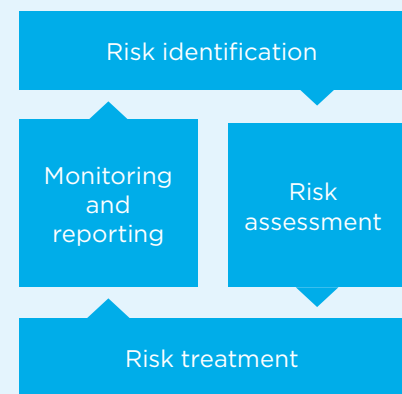 Risk identification
Monitoring
and
reporting
Risk
assessment
Risk treatment